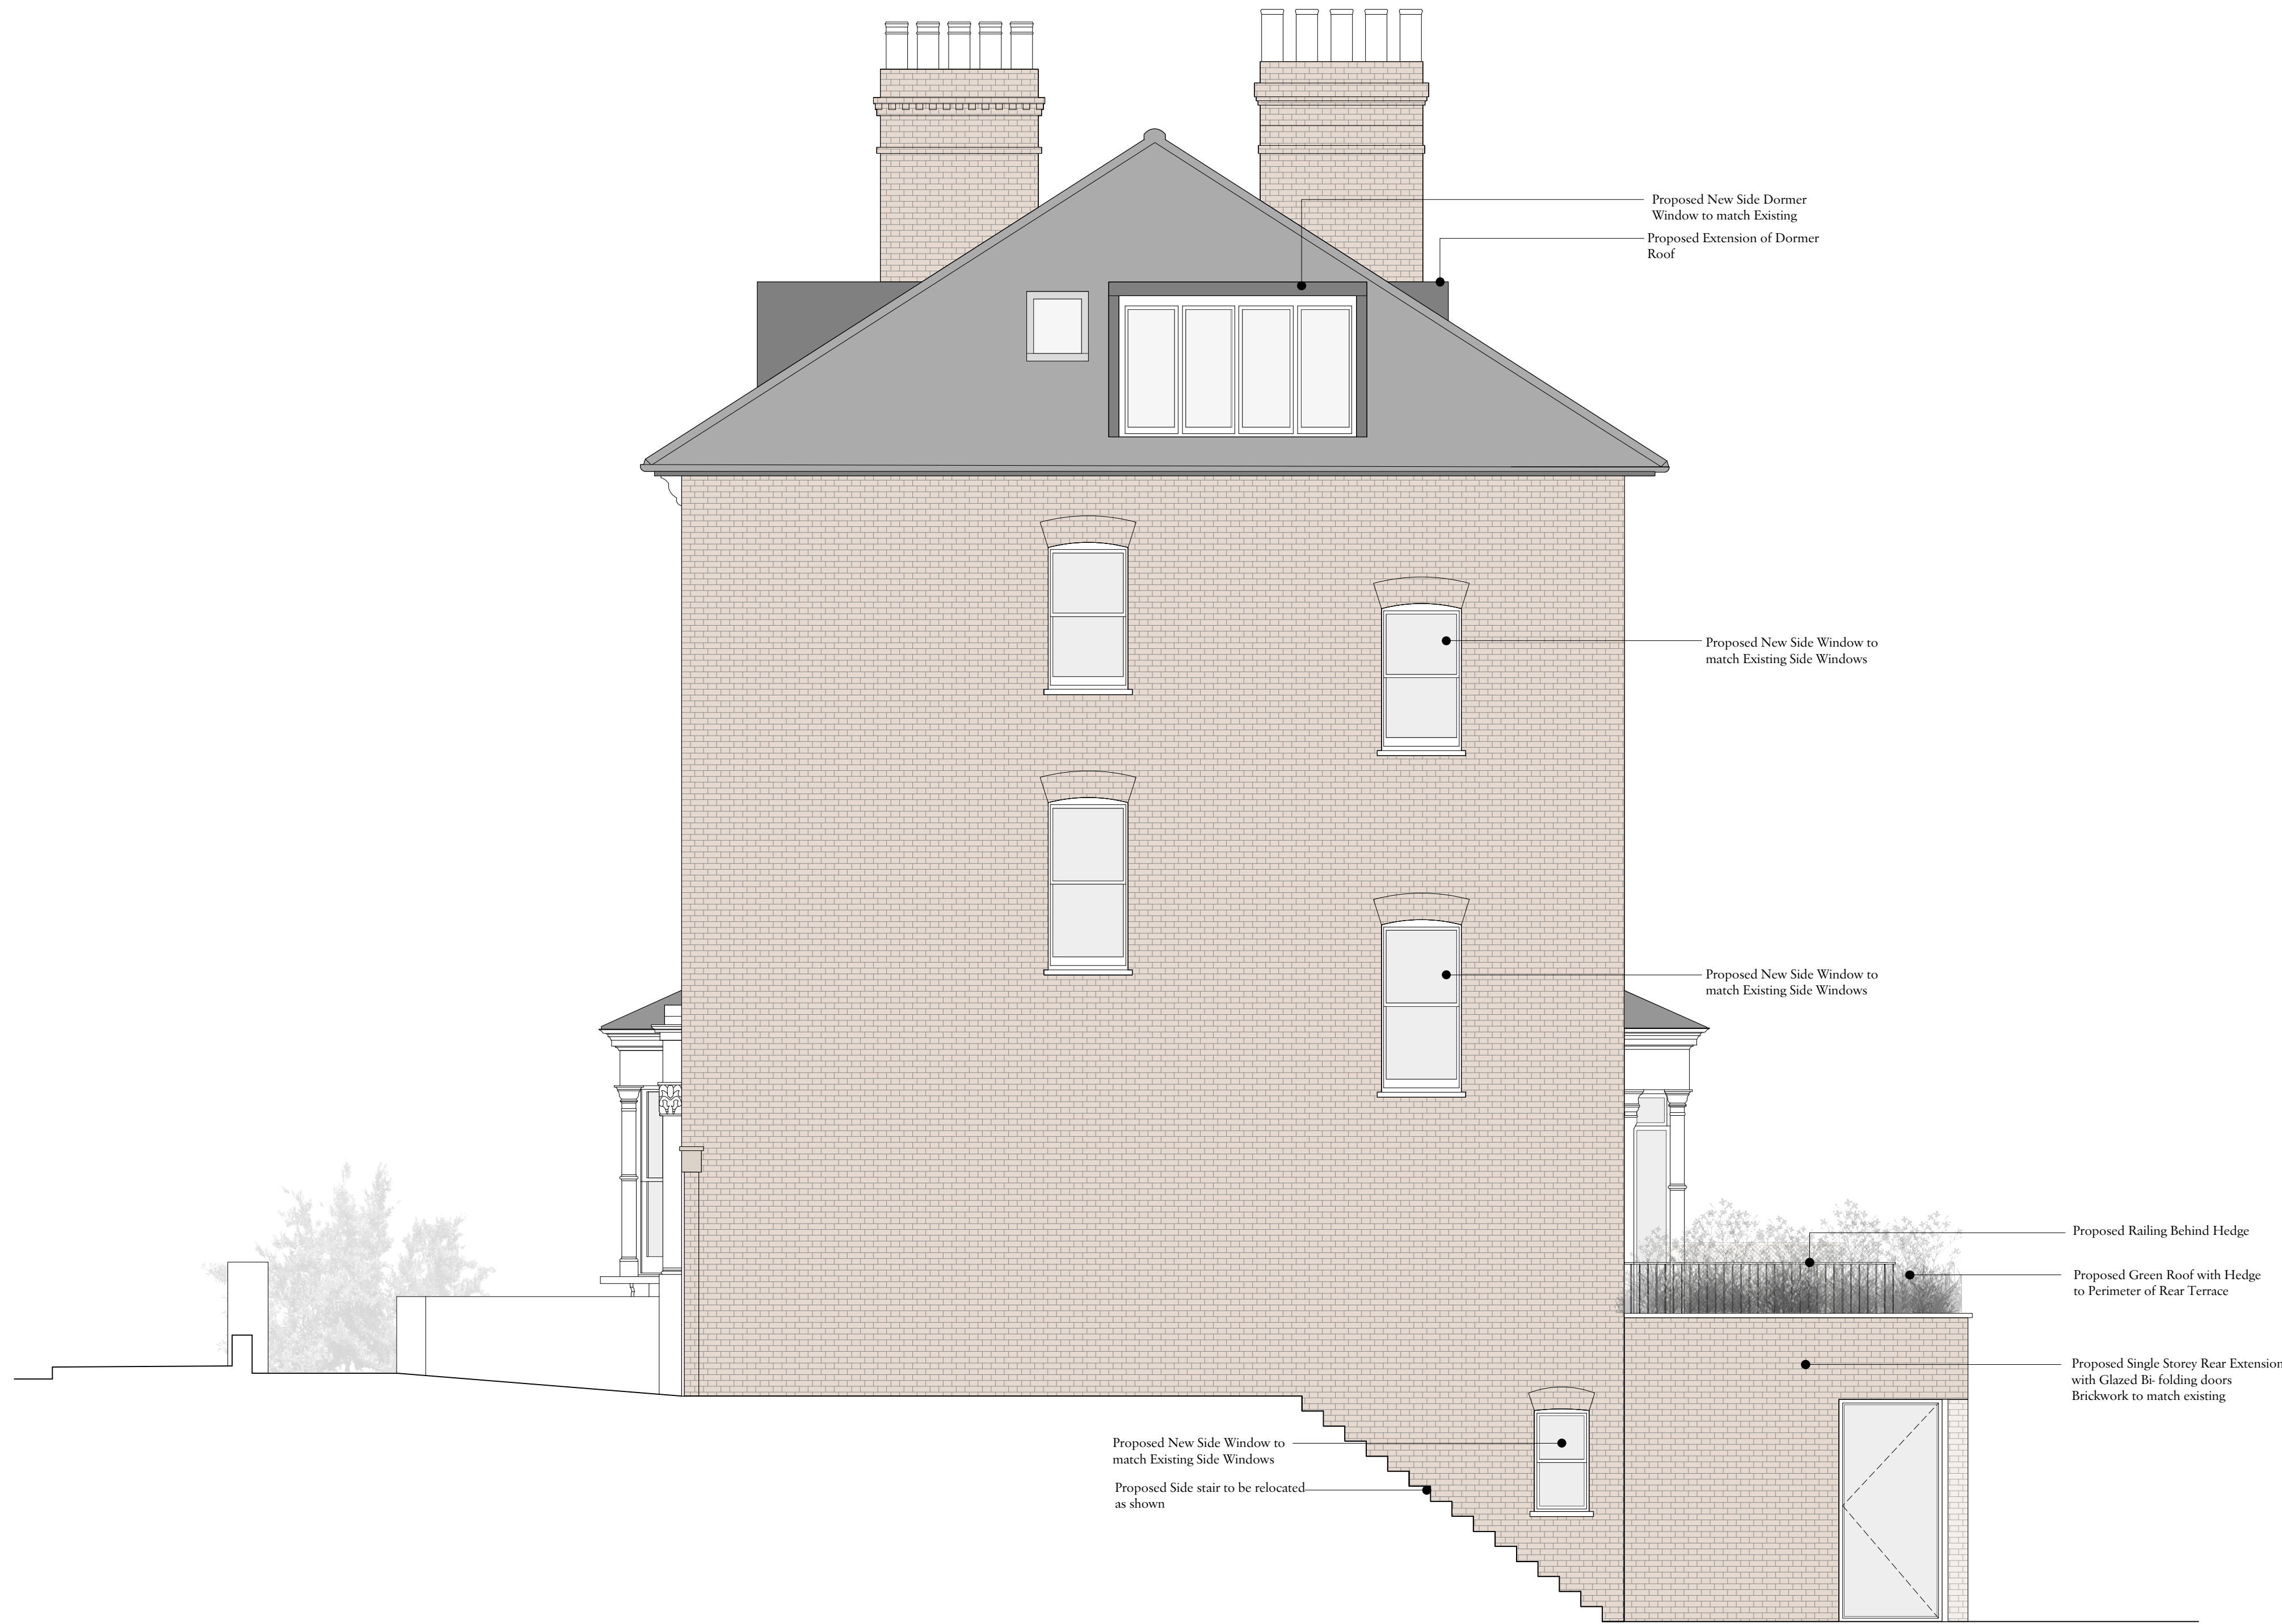 Proposed New Side Dormer
Window to match Existing
Proposed Extension of Dormer
Roof
Proposed New Side Window to
match Existing Side Windows
Proposed New Side Window to
match Existing Side Windows
Proposed Railing Behind Hedge
Proposed Green Roof with Hedge
to Perimeter of Rear Terrace
Proposed Single Storey Rear Extension
with Glazed Bi- folding doors
Brickwork to match existing
Proposed New Side Window to
match Existing Side Windows
Proposed Side stair to be relocated
as shown